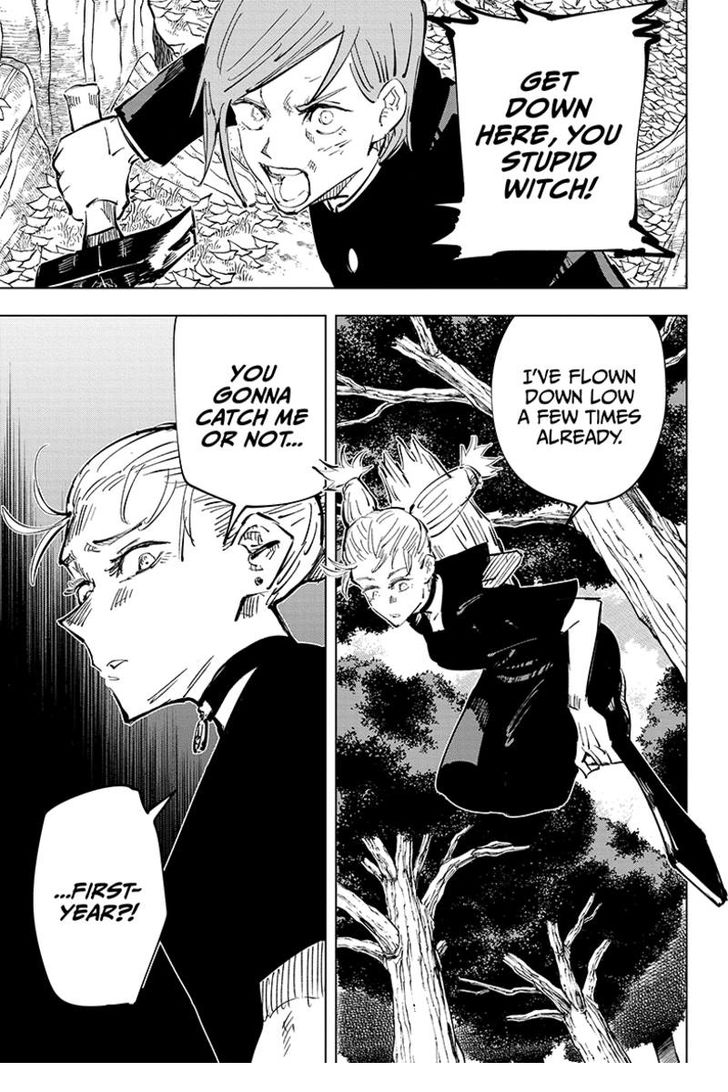 GET
DOWN
HERE, YOU
STUPID
WITCH!
I'VE FLOWN
DOWN LOW
A FEW TIMES
ALREADY.
YOU
GONNA
CATCH ME
OR NOT...
...FIRST-
YEAR?!